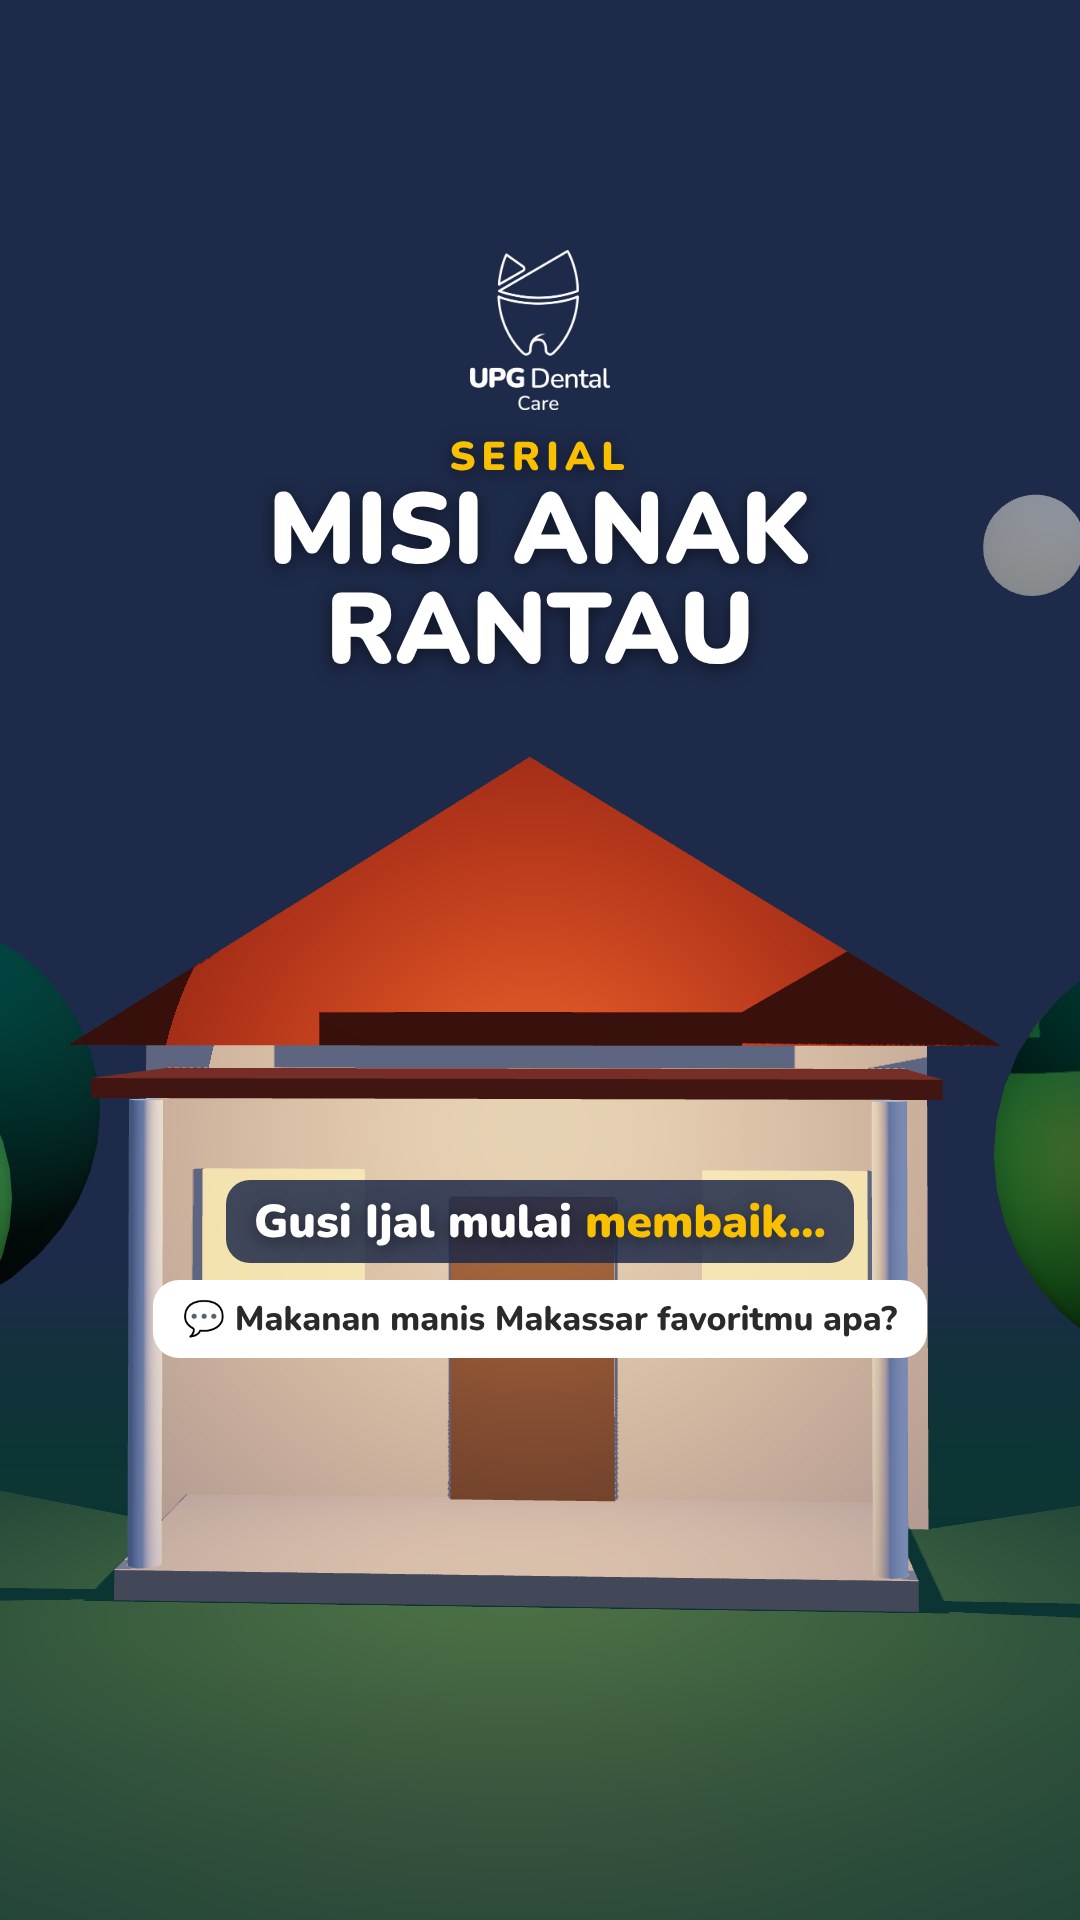 UPG Dental
Care
SERIAL
MISI ANAK
RANTAU
Gusi Ijal mulai membaik...
💬 Makanan manis Makassar favoritmu apa?